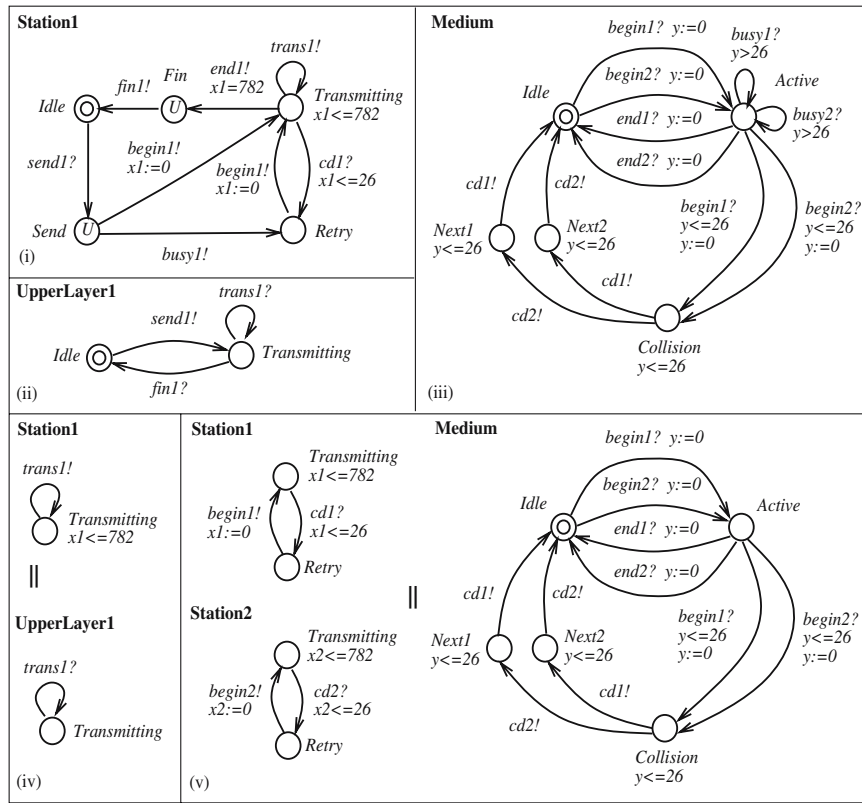 Station1
trans1!
Fin
end1!
x1=782
fin1!
Idle
U
Transmitting
x1<=782
send1?
begin1!
x1:=0
begin1!
x1:=0
cd1?
x1<=26
Send
U
Retry
busy1!
(i)
UpperLayer1
trans1?
send1!
Idle
Transmitting
fin1?
(ii)
Medium
begin1? y:=0
busy1?
y>26
begin2? y:=0
Active
Idle
end1? y:=0
busy2?
y>26
end2? y:=0
cd1!
cd2!
begin1?
y<=26
y:=0
begin2?
y<=26
y:=0
Next1
y<=26
Next2
y<=26
cd1!
cd2!
Collision
y<=26
(iii)
Station1
trans1!
Transmitting
x1<=782
||
UpperLayer1
trans1?
Transmitting
(iv)
Station1
Transmitting
x1<=782
begin1!
x1:=0
cd1?
x1<=26
Retry
||
Station2
Transmitting
x2<=782
begin2!
x2:=0
cd2?
x2<=26
Retry
(v)
Medium
begin1? y:=0
begin2? y:=0
Active
Idle
end1? y:=0
end2? y:=0
cd1!
cd2!
begin1?
y<=26
y:=0
begin2?
y<=26
y:=0
Next1
y<=26
Next2
y<=26
cd1!
cd2!
Collision
y<=26